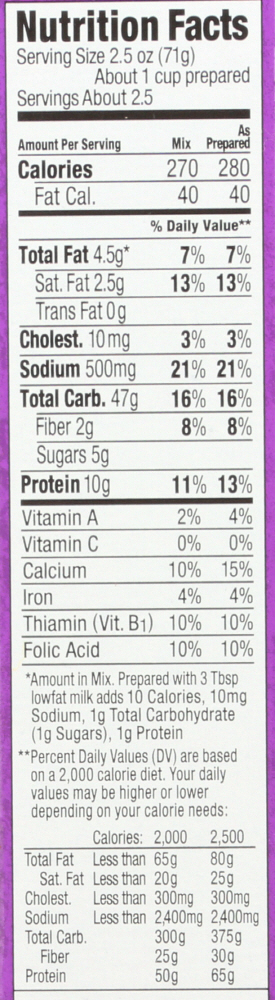 Nutrition Facts
Serving Size 2.5 oz (71g)
About 1 cup prepared
Servings About 2.5
Amount Per Serving Mix As Prepared
Calories 270 280
Fat Cal. 40 40
% Daily Value**
Total Fat 4.5g* 7% 7%
Sat. Fat 2.5g 13% 13%
Trans Fat 0g
Cholest. 10mg 3% 3%
Sodium 500mg 21% 21%
Total Carb. 47g 16% 16%
Fiber 2g 8% 8%
Sugars 5g
Protein 10g 11% 13%
Vitamin A 2% 4%
Vitamin C 0% 0%
Calcium 10% 15%
Iron 4% 4%
Thiamin (Vit. B1) 10% 10%
Folic Acid 10% 10%
*Amount in Mix. Prepared with 3 Tbsp
lowfat milk adds 10 Calories, 10mg
Sodium, 1g Total Carbohydrate
(1g Sugars), 1g Protein
**Percent Daily Values (DV) are based
on a 2,000 calorie diet. Your daily
values may be higher or lower
depending on your calorie needs:
Calories: 2,000 2,500
Total Fat Less than 65g 80g
Sat. Fat Less than 20g 25g
Cholest. Less than 300mg 300mg
Sodium Less than 2,400mg 2,400mg
Total Carb. 300g 375g
Fiber 25g 30g
Protein 50g 65g